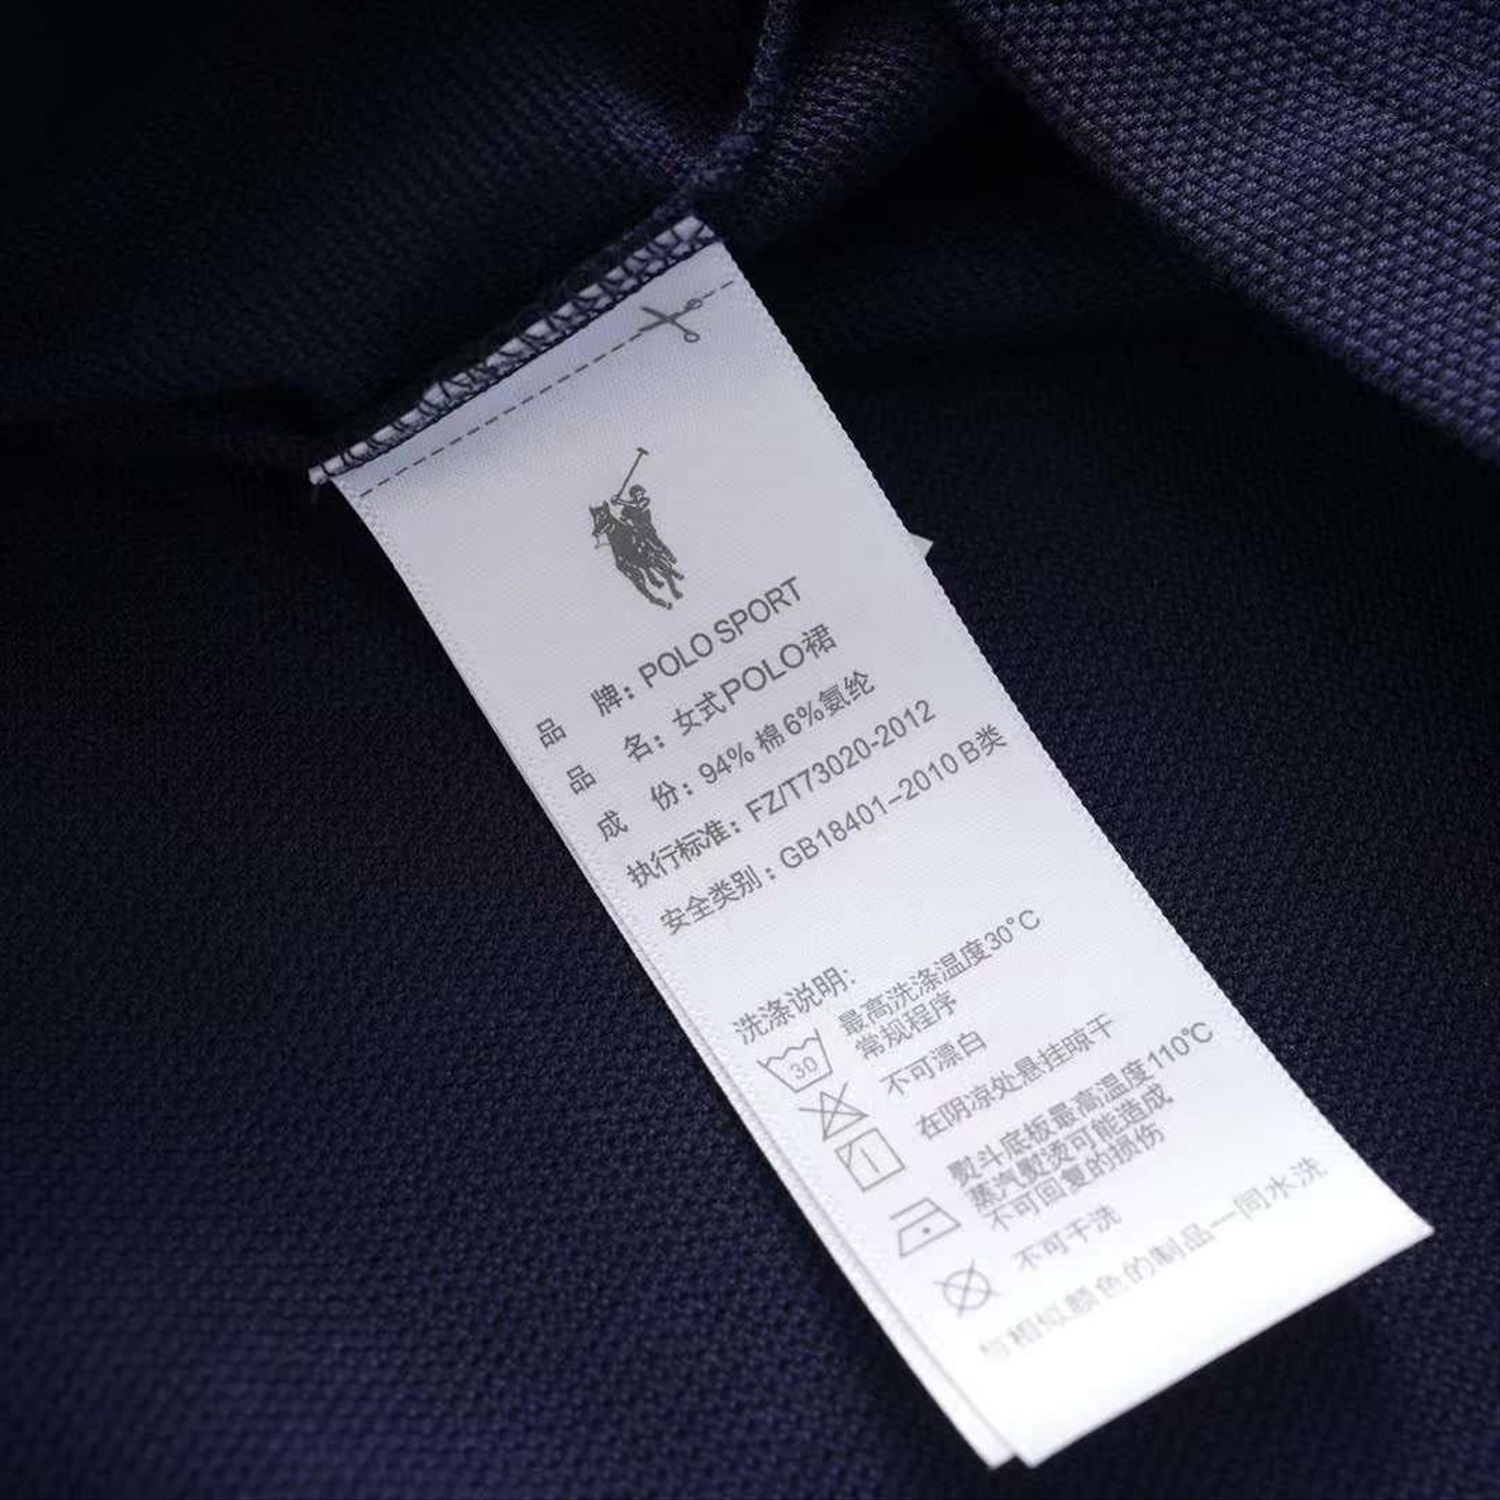 品 牌：POLO SPORT
品 名：女式POLO裙
成 份：94% 棉 6%氨纶
执行标准：FZ/T73020-2012
安全类别：GB18401-2010 B类
洗涤说明:
30
最高洗涤温度30°C
常规程序
不可漂白
在阴凉处悬挂晾干
熨斗底板最高温度110℃
蒸汽熨烫可能造成
不可回复的损伤
不可干洗
与相似颜色的制品一同水洗